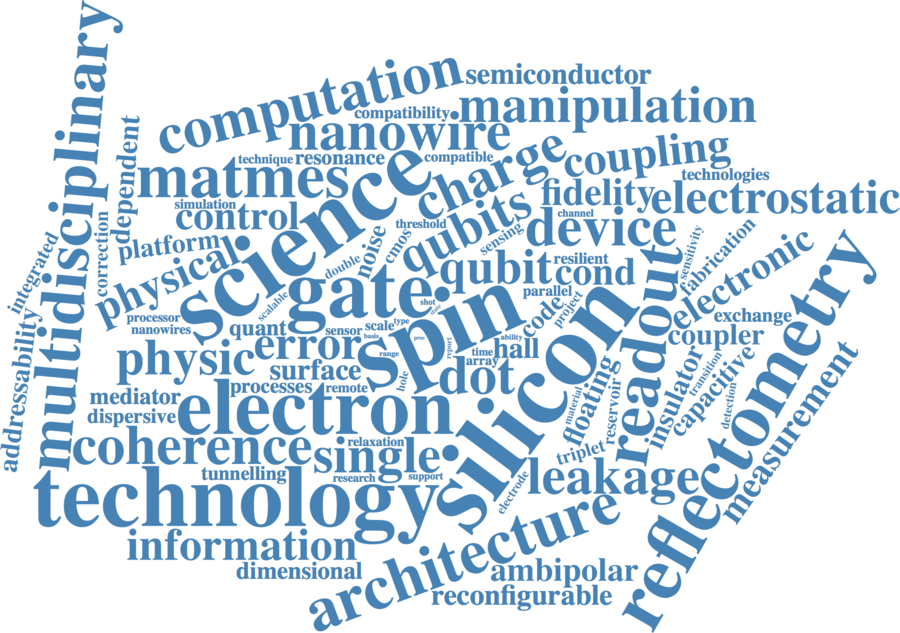 multidisciplinary
computation
semiconductor
compatibility
manipulation
nanowire
dependent
technique
resonance
compatible
charge
coupling
matmes
science
technologies
simulation
control
fidelity
electrostatic
channel
threshold
qubits
device
platform
correction
integrated
noise
cmos
sensing
sensitivity
fabrication
physical
double
gate
qubit
resilient
cond
readout
electronic
scalable
parallel
project
code
spin
silicon
processor
nanowires
quant
sensor
scale
type
shot
state
exchange
coupler
addressability
physic
error
basis
range
proc
report
ability
time
array
hall
surface
dot
processes
remote
hole
insulator
transition
capacitive
reflectometry
mediator
dispersive
electron
material
floating
reservoir
detection
measurement
coherence
relaxation
single
triplet
tunnelling
research
support
electrode
leakage
technology
information
architecture
dimensional
ambipolar
reconfigurable